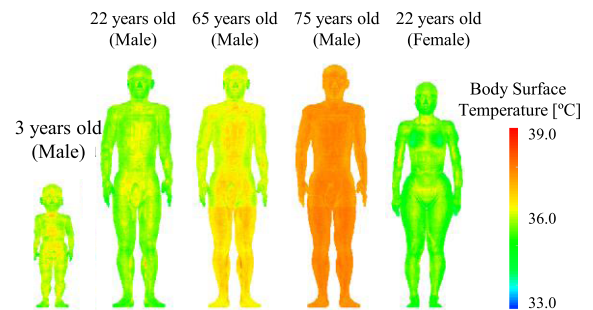 22 years old
(Male)
65 years old
(Male)
75 years old
(Male)
22 years old
(Female)
3 years old
(Male)
Body Surface
Temperature [ºC]
39.0
36.0
33.0